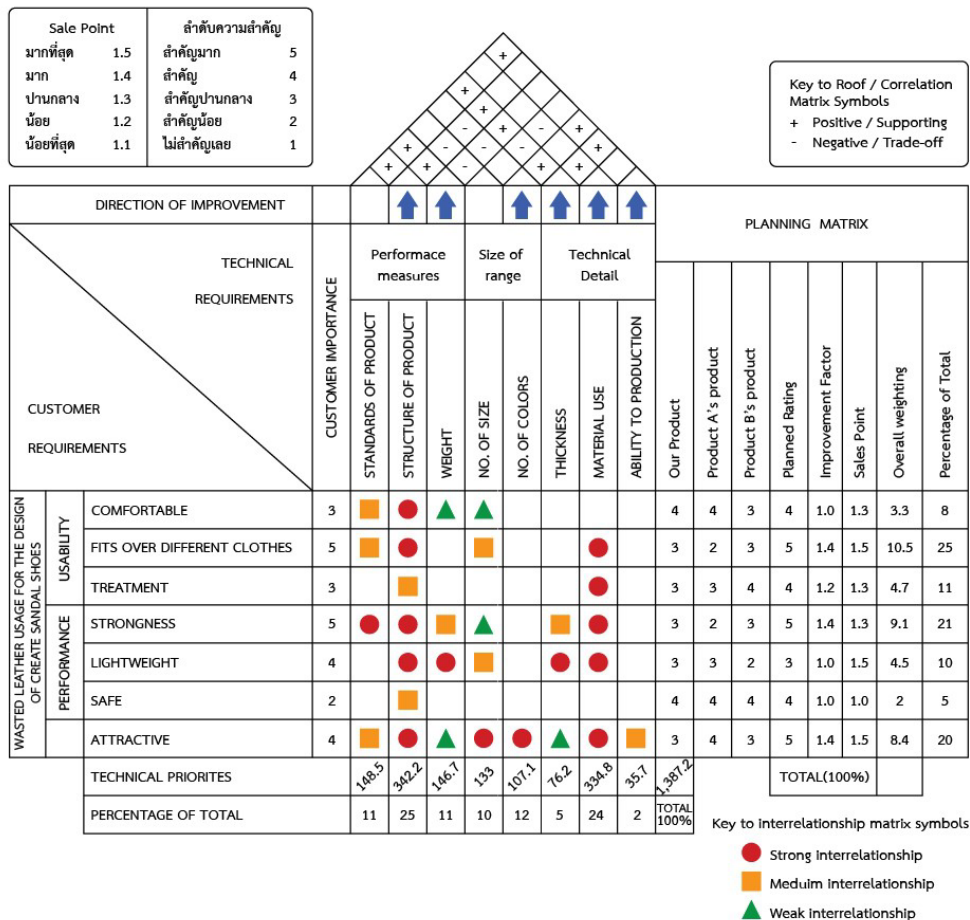 Sale Point
มากที่สุด 1.5
มาก 1.4
ปานกลาง 1.3
น้อย 1.2
น้อยที่สุด 1.1
ลำดับความสำคัญ
สำคัญมาก 5
สำคัญ 4
สำคัญปานกลาง 3
สำคัญน้อย 2
ไม่สำคัญเลย 1
Key to Roof / Correlation
Matrix Symbols
+ Positive / Supporting
- Negative / Trade-off
DIRECTION OF IMPROVEMENT
PLANNING MATRIX
TECHNICAL
REQUIREMENTS
CUSTOMER
REQUIREMENTS
CUSTOMER IMPORTANCE
Performace
measures
Size of
range
Technical
Detail
STANDARDS OF PRODUCT
STRUCTURE OF PRODUCT
WEIGHT
NO. OF SIZE
NO. OF COLORS
THICKNESS
MATERIAL USE
ABILITY TO PRODUCTION
Our Product
Product A's product
Product B's product
Planned Rating
Improvement Factor
Sales Point
Overall weighting
Percentage of Total
WASTED LEATHER USAGE FOR THE DESIGN
OF CREATE SANDAL SHOES
USABILITY
PERFORMANCE
COMFORTABLE 3 4 4 3 4 1.0 1.3 3.3 8
FITS OVER DIFFERENT CLOTHES 5 3 2 3 5 1.4 1.5 10.5 25
TREATMENT 3 3 3 4 4 1.2 1.3 4.7 11
STRONGNESS 5 3 2 3 5 1.4 1.3 9.1 21
LIGHTWEIGHT 4 3 3 2 3 1.0 1.5 4.5 10
SAFE 2 4 4 4 4 1.0 1.0 2 5
ATTRACTIVE 4 3 4 3 5 1.4 1.5 8.4 20
TECHNICAL PRIORITES 148.5 342.2 146.7 133 107.1 76.2 334.8 35.7 1,387.2 TOTAL(100%)
PERCENTAGE OF TOTAL 11 25 11 10 12 5 24 2 TOTAL
100%
Key to interrelationship matrix symbols
Strong interrelationship
Meduim interrelationship
Weak interrelationship